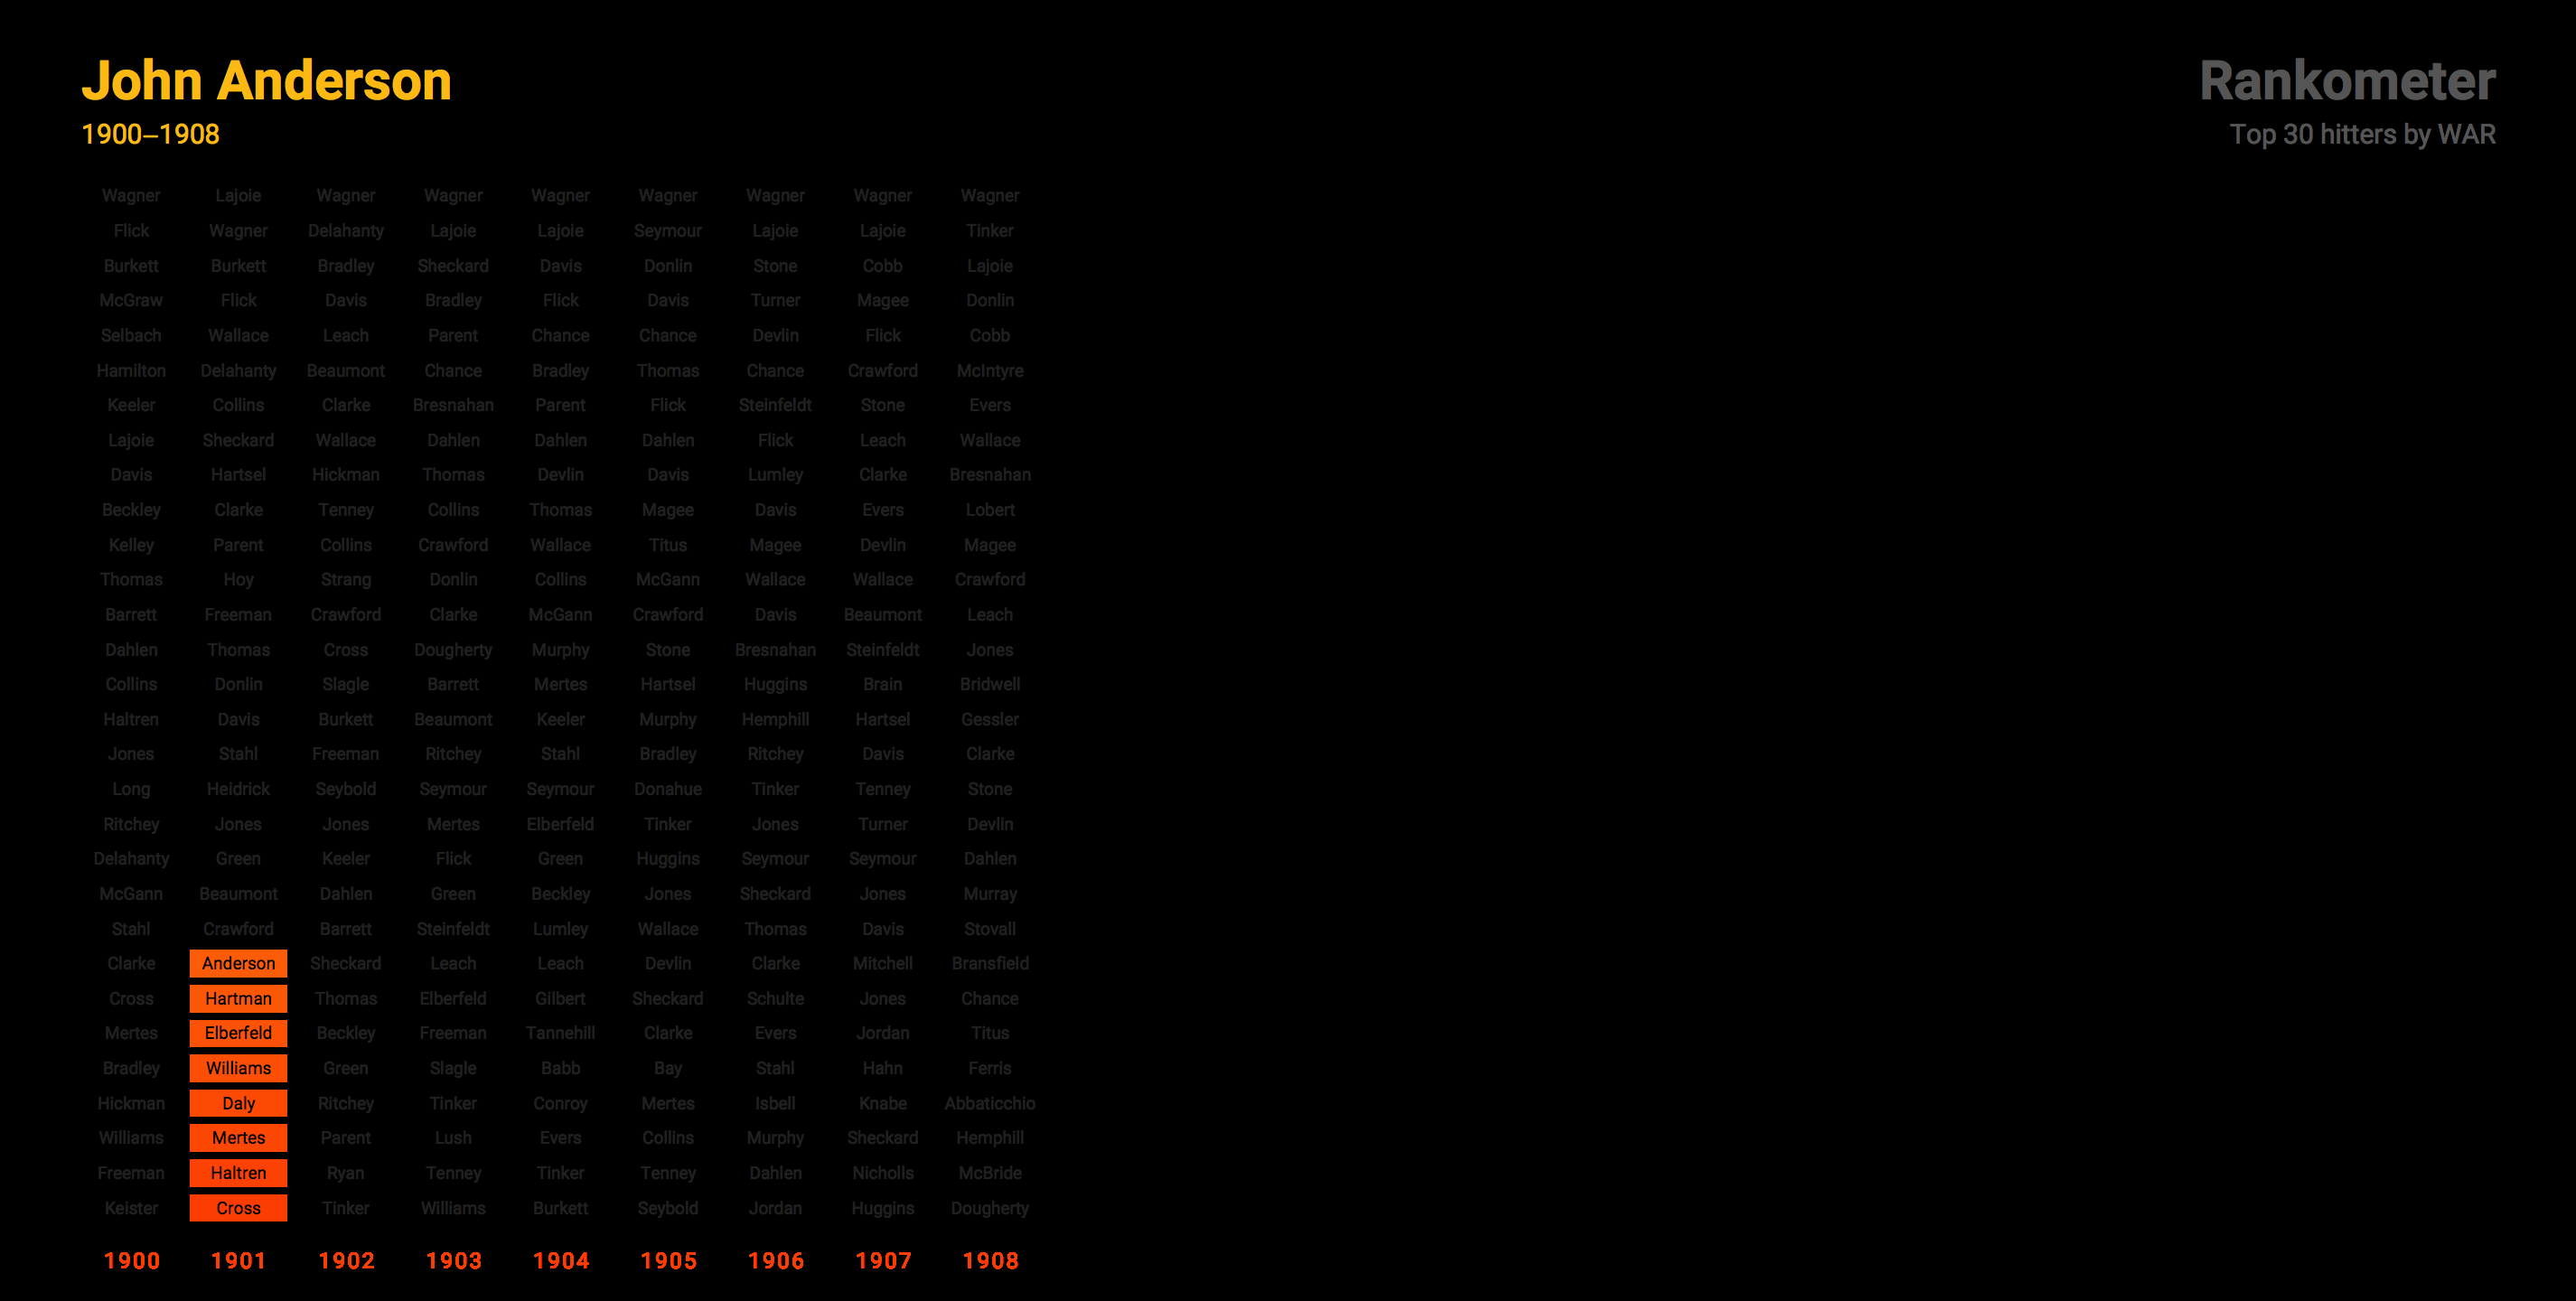 John Anderson
1900–1908
Rankometer
Top 30 hitters by WAR
Wagner Lajoie Wagner Wagner Wagner Wagner Wagner Wagner Wagner
Flick Wagner Delahanty Lajoie Lajoie Seymour Lajoie Lajoie Tinker
Burkett Burkett Bradley Sheckard Davis Donlin Stone Cobb Lajoie
McGraw Flick Davis Bradley Flick Davis Turner Magee Donlin
Selbach Wallace Leach Parent Chance Chance Devlin Flick Cobb
Hamilton Delahanty Beaumont Chance Bradley Thomas Chance Crawford McIntyre
Keeler Collins Clarke Bresnahan Parent Flick Steinfeldt Stone Evers
Lajoie Sheckard Wallace Dahlen Dahlen Dahlen Flick Leach Wallace
Davis Hartsel Hickman Thomas Devlin Davis Lumley Clarke Bresnahan
Beckley Clarke Tenney Collins Thomas Magee Davis Evers Lobert
Kelley Parent Collins Crawford Wallace Titus Magee Devlin Magee
Thomas Hoy Strang Donlin Collins McGann Wallace Wallace Crawford
Barrett Freeman Crawford Clarke McGann Crawford Davis Beaumont Leach
Dahlen Thomas Cross Dougherty Murphy Stone Bresnahan Steinfeldt Jones
Collins Donlin Slagle Barrett Mertes Hartsel Huggins Brain Bridwell
Haltren Davis Burkett Beaumont Keeler Murphy Hemphill Hartsel Gessler
Jones Stahl Freeman Ritchey Stahl Bradley Ritchey Davis Clarke
Long Heidrick Seybold Seymour Seymour Donahue Tinker Tenney Stone
Ritchey Jones Jones Mertes Elberfeld Tinker Jones Turner Devlin
Delahanty Green Keeler Flick Green Huggins Seymour Seymour Dahlen
McGann Beaumont Dahlen Green Beckley Jones Sheckard Jones Murray
Stahl Crawford Barrett Steinfeldt Lumley Wallace Thomas Davis Stovall
Clarke Anderson Sheckard Leach Leach Devlin Clarke Mitchell Bransfield
Cross Hartman Thomas Elberfeld Gilbert Sheckard Schulte Jones Chance
Mertes Elberfeld Beckley Freeman Tannehill Clarke Evers Jordan Titus
Bradley Williams Green Slagle Babb Bay Stahl Hahn Ferris
Hickman Daly Ritchey Tinker Conroy Mertes Isbell Knabe Abbaticchio
Williams Mertes Parent Lush Evers Collins Murphy Sheckard Hemphill
Freeman Haltren Ryan Tenney Tinker Tenney Dahlen Nicholls McBride
Keister Cross Tinker Williams Burkett Seybold Jordan Huggins Dougherty
1900 1901 1902 1903 1904 1905 1906 1907 1908